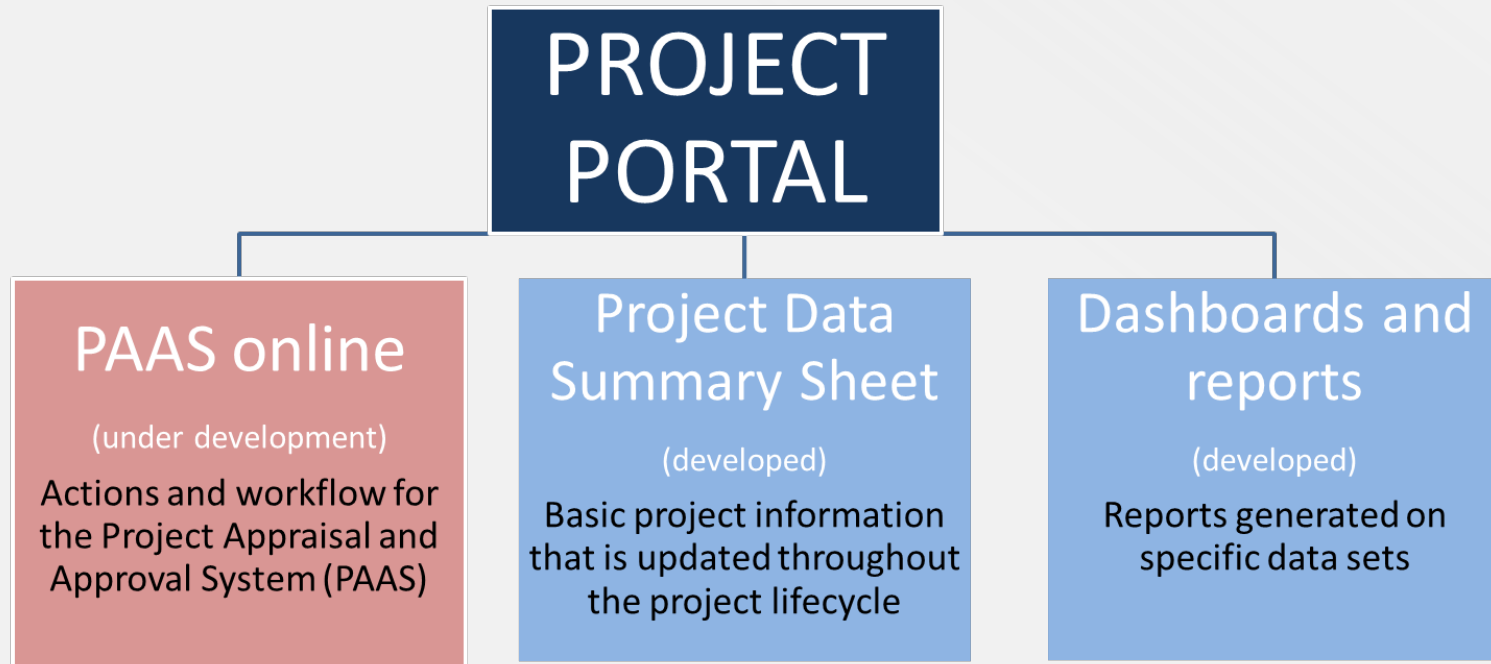 PROJECT
PORTAL
PAAS online
(under development)
Actions and workflow for
the Project Appraisal and
Approval System (PAAS)
Project Data
Summary Sheet
(developed)
Basic project information
that is updated throughout
the project lifecycle
Dashboards and
reports
(developed)
Reports generated on
specific data sets